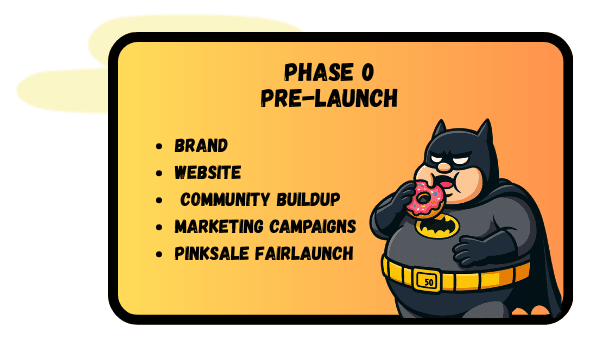 PHASE 0
PRE-LAUNCH
• BRAND
• WEBSITE
• COMMUNITY BUILDUP
• MARKETING CAMPAIGNS
• PINKSALE FAIRLAUNCH
50